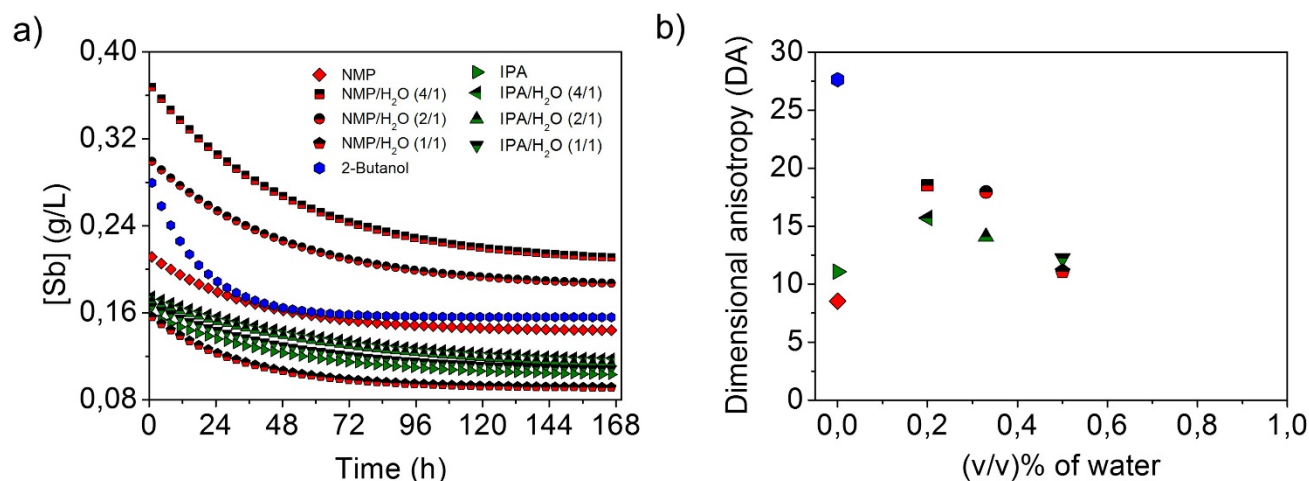 a)
[Sb] (g/L)
0,40
0,32
0,24
0,16
0,08
0 24 48 72 96 120 144 168
Time (h)
NMP
NMP/H₂O (4/1)
NMP/H₂O (2/1)
NMP/H₂O (1/1)
2-Butanol
IPA
IPA/H₂O (4/1)
IPA/H₂O (2/1)
IPA/H₂O (1/1)
b)
Dimensional anisotropy (DA)
30
25
20
15
10
5
0
0,0 0,2 0,4 0,6 0,8 1,0
(v/v)% of water